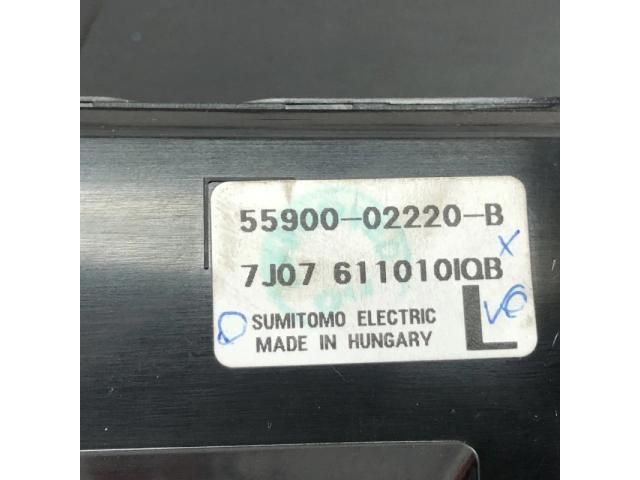 55900-02220-B
7J07 611010IQB
SUMITOMO ELECTRIC
MADE IN HUNGARY
L